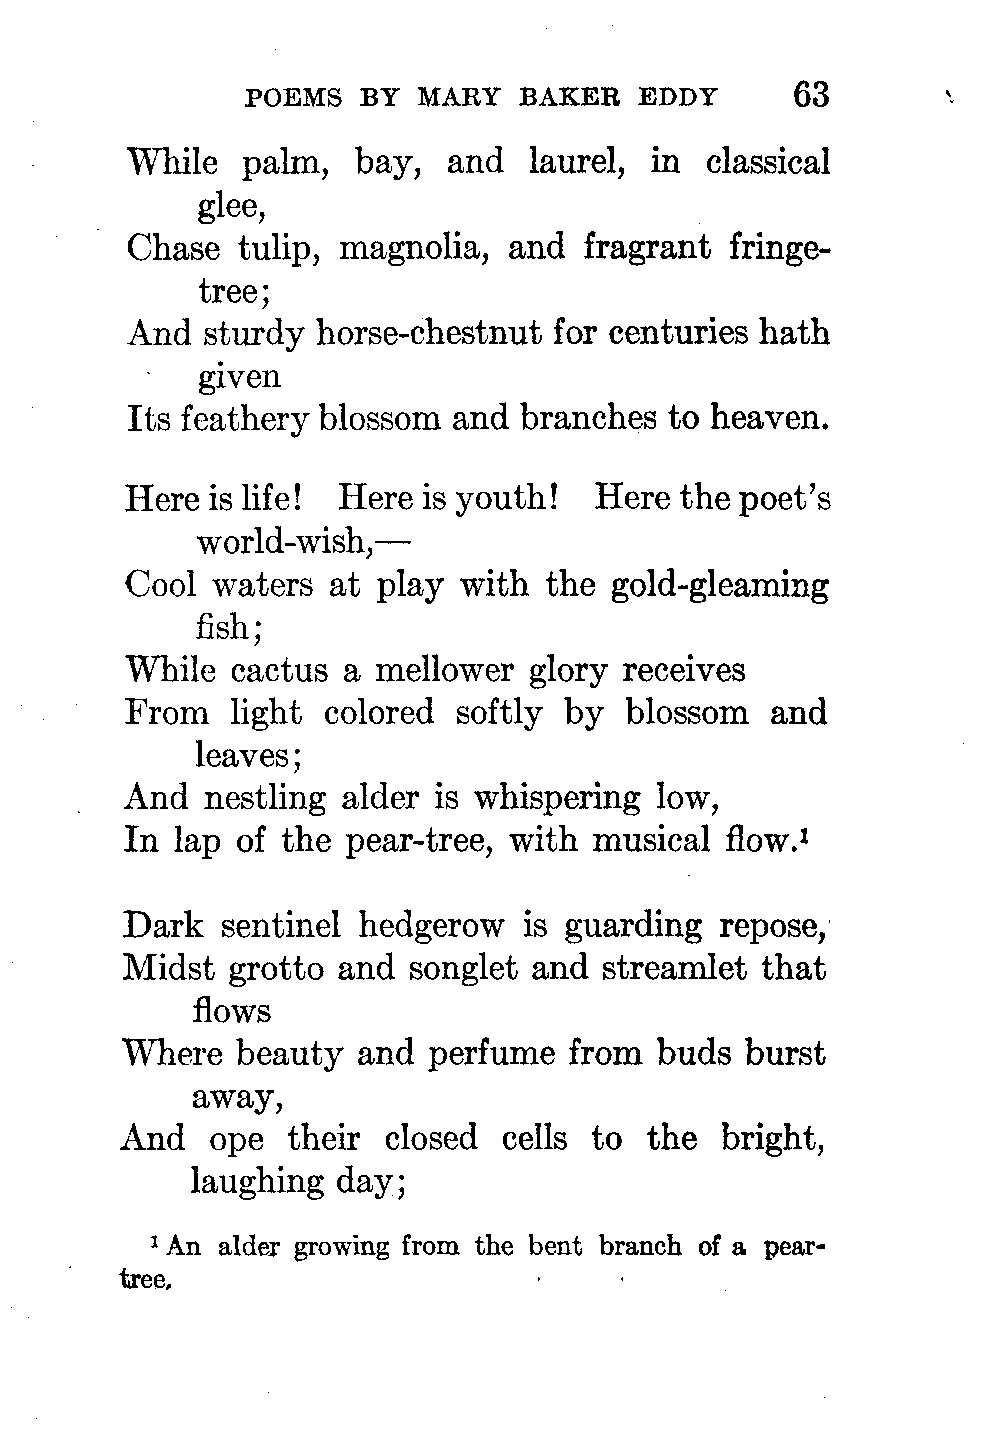 POEMS BY MARY BAKER EDDY 63
While palm, bay, and laurel, in classical
glee,
Chase tulip, magnolia, and fragrant fringe-
tree;
And sturdy horse-chestnut for centuries hath
given
Its feathery blossom and branches to heaven.
Here is life! Here is youth! Here the poet's
world-wish,—
Cool waters at play with the gold-gleaming
fish;
While cactus a mellower glory receives
From light colored softly by blossom and
leaves;
And nestling alder is whispering low,
In lap of the pear-tree, with musical flow.¹
Dark sentinel hedgerow is guarding repose,
Midst grotto and songlet and streamlet that
flows
Where beauty and perfume from buds burst
away,
And ope their closed cells to the bright,
laughing day;
¹ An alder growing from the bent branch of a pear-
tree.